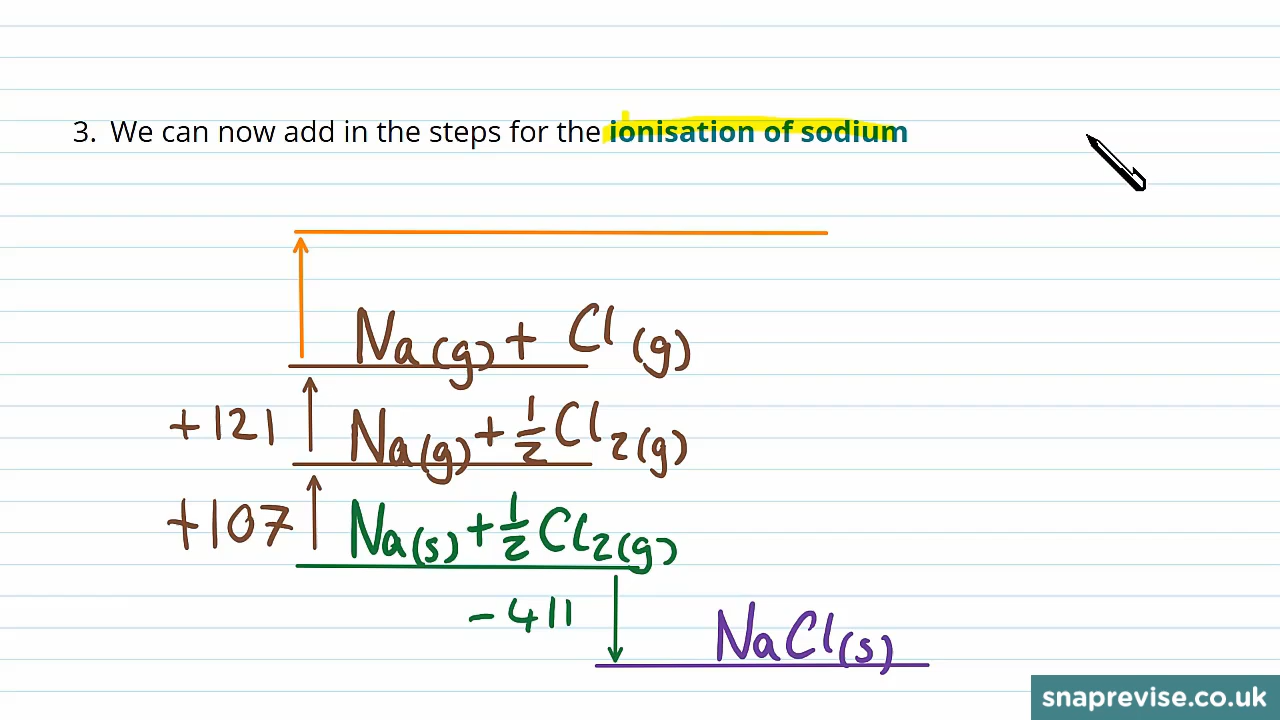 3. We can now add in the steps for the ionisation of sodium
Na(g) + Cl(g)
+121 Na(g) + ½Cl₂(g)
+107 Na(s) + ½Cl₂(g)
-411
NaCl(s)
snaprevise.co.uk